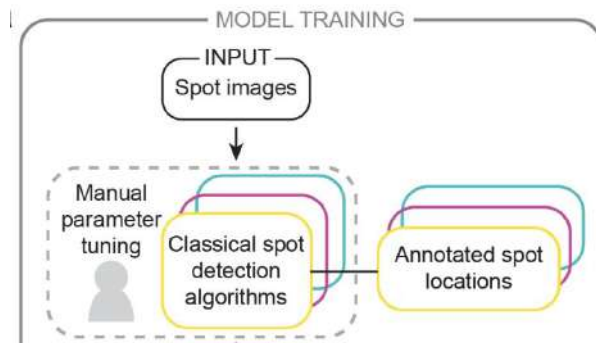 MODEL TRAINING
INPUT
Spot images
Manual
parameter
tuning
Classical spot
detection
algorithms
Annotated spot
locations